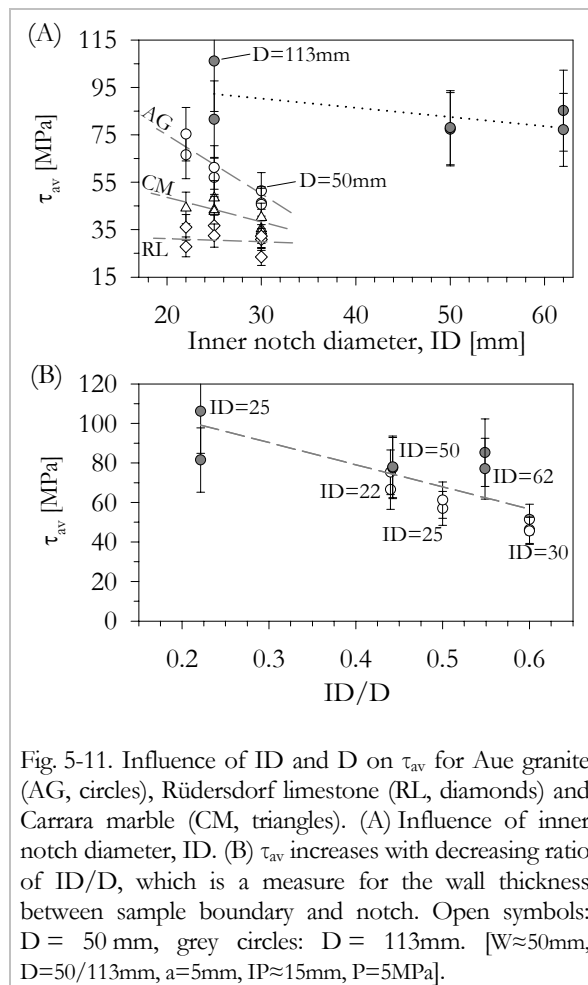 (A)
115
95
75
55
35
15
τav [MPa]
D=113mm
AG
D=50mm
CM
RL
20 30 40 50 60
Inner notch diameter, ID [mm]
(B)
120
100
80
60
40
20
0
τav [MPa]
ID=25
ID=50
ID=22
ID=62
ID=25
ID=30
0.2 0.3 0.4 0.5 0.6
ID/D
Fig. 5-11. Influence of ID and D on τav for Aue granite
(AG, circles), Rüdersdorf limestone (RL, diamonds) and
Carrara marble (CM, triangles). (A) Influence of inner
notch diameter, ID. (B) τav increases with decreasing ratio
of ID/D, which is a measure for the wall thickness
between sample boundary and notch. Open symbols:
D = 50 mm, grey circles: D = 113mm. [W≈50mm,
D=50/113mm, a=5mm, IP≈15mm, P=5MPa].